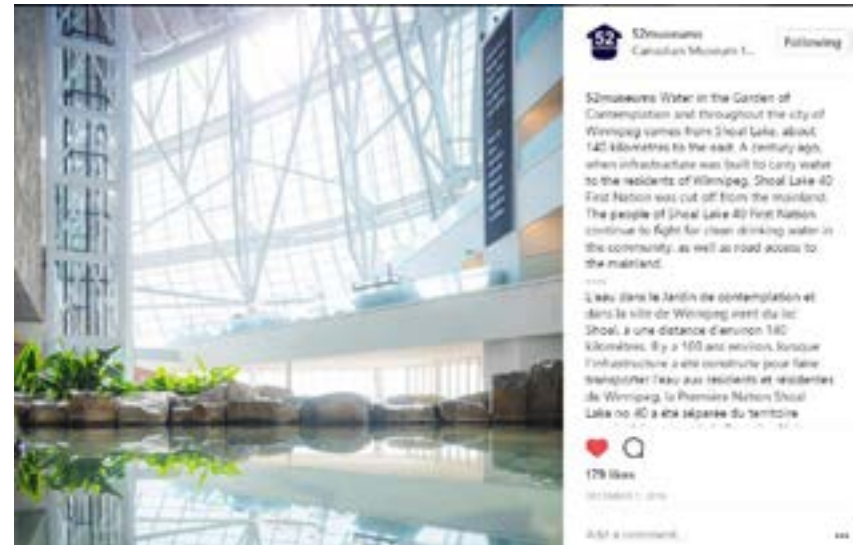 52
52museums
Canadian Museum f...
Following
52museums Water in the Garden of
Contemplation and throughout the city of
Winnipeg comes from Shoal Lake, about
140 kilometres to the east. A century ago,
when infrastructure was built to carry water
to the residents of Winnipeg, Shoal Lake 40
First Nation was cut off from the mainland.
The people of Shoal Lake 40 First Nation
continue to fight for clean drinking water in
the community, as well as road access to
the mainland.
----
L'eau dans le Jardin de contemplation et
dans la ville de Winnipeg vient du lac
Shoal, à une distance d'environ 140
kilomètres. Il y a 100 ans environ, lorsque
l'infrastructure a été construite pour faire
transporter l'eau aux résidents et résidentes
de Winnipeg, la Première Nation Shoal
Lake no 40 a été séparée du territoire
179 likes
Add a comment...